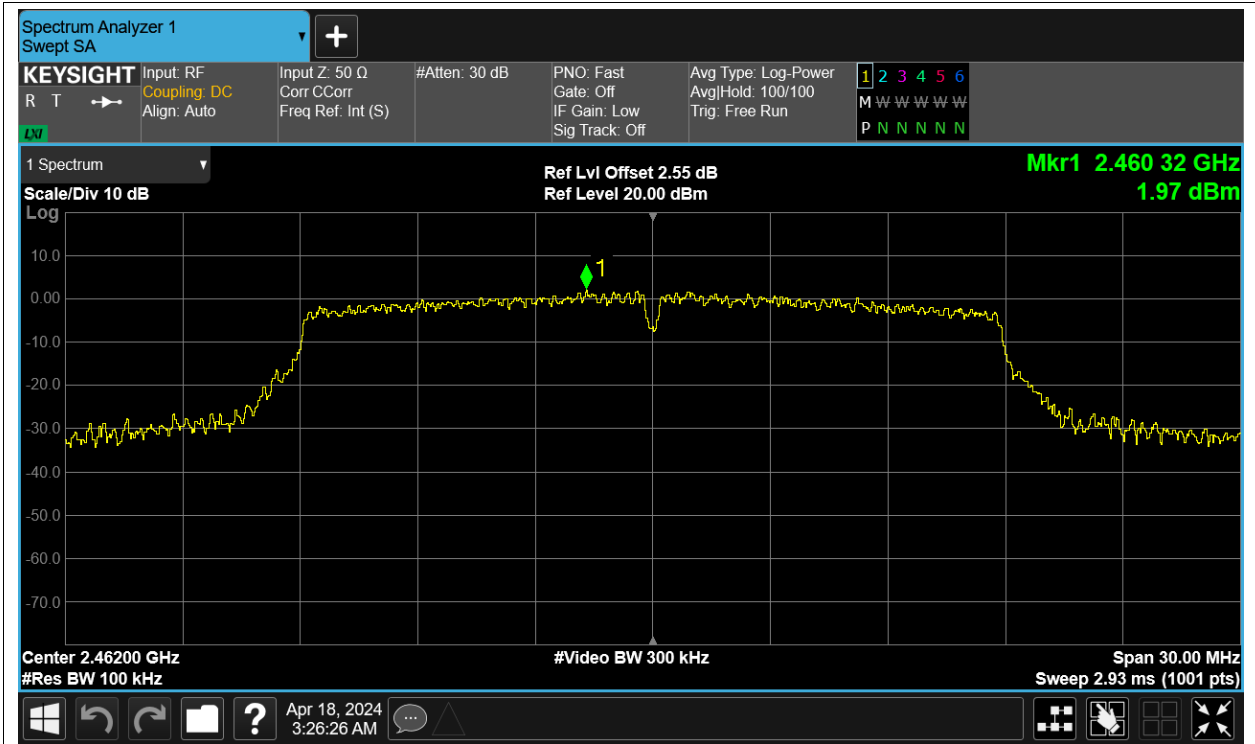 Spectrum Analyzer 1
Swept SA
KEYSIGHT
R T
LXI
Input: RF
Coupling: DC
Align: Auto
Input Z: 50 Ω
Corr CCorr
Freq Ref: Int (S)
#Atten: 30 dB
PNO: Fast
Gate: Off
IF Gain: Low
Sig Track: Off
Avg Type: Log-Power
Avg|Hold: 100/100
Trig: Free Run
1 2 3 4 5 6
M W W W W W
P N N N N N
1 Spectrum
Scale/Div 10 dB
Log
Ref Lvl Offset 2.55 dB
Ref Level 20.00 dBm
Mkr1 2.460 32 GHz
1.97 dBm
10.0
0.00
-10.0
-20.0
-30.0
-40.0
-50.0
-60.0
-70.0
1
Center 2.46200 GHz
#Res BW 100 kHz
#Video BW 300 kHz
Span 30.00 MHz
Sweep 2.93 ms (1001 pts)
?
Apr 18, 2024
3:26:26 AM